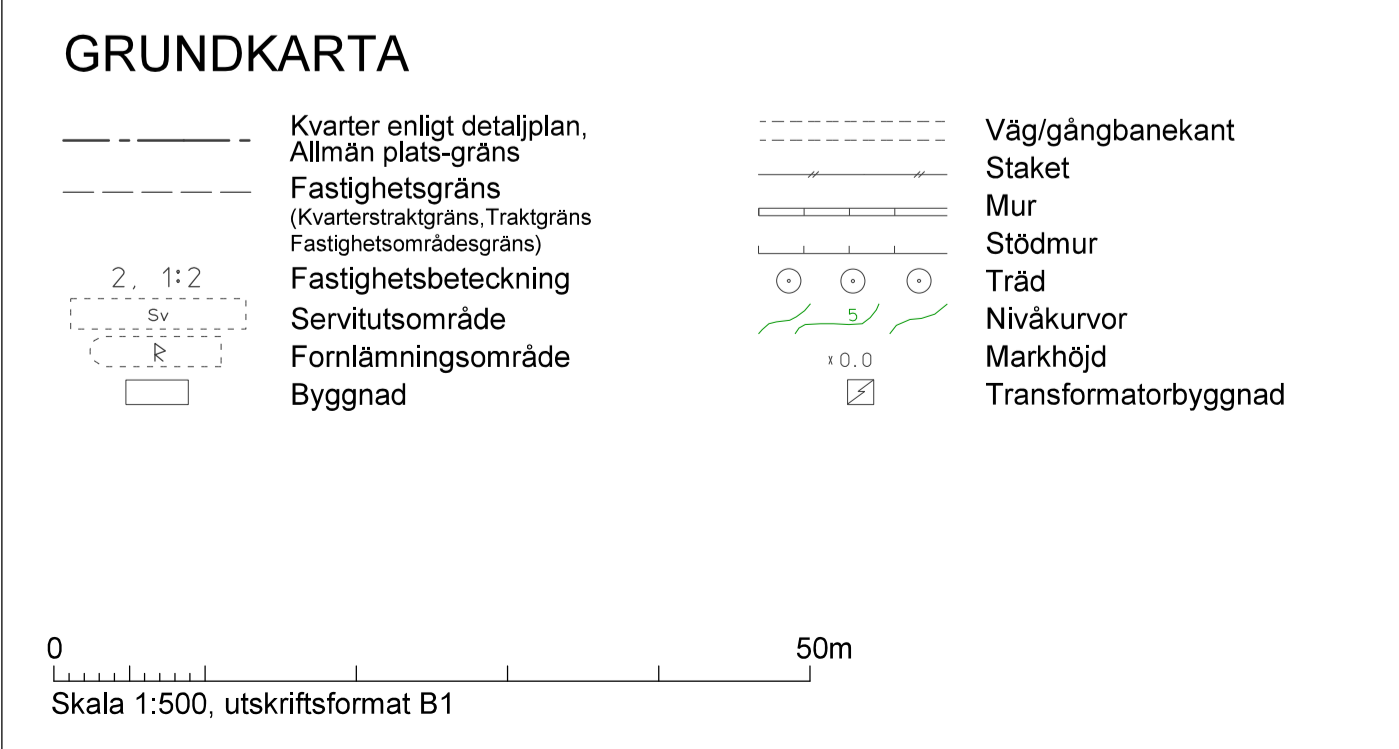 GRUNDKARTA
Kvarter enligt detaljplan,
Allmän plats-gräns
Fastighetsgräns
(Kvarterstraktgräns,Traktgräns
Fastighetsområdesgräns)
2, 1:2 Fastighetsbeteckning
Sv Servitutsområde
R Fornlämningsområde
Byggnad
Väg/gångbanekant
Staket
Mur
Stödmur
Träd
5 Nivåkurvor
x0.0 Markhöjd
Transformatorbyggnad
0 50m
Skala 1:500, utskriftsformat B1